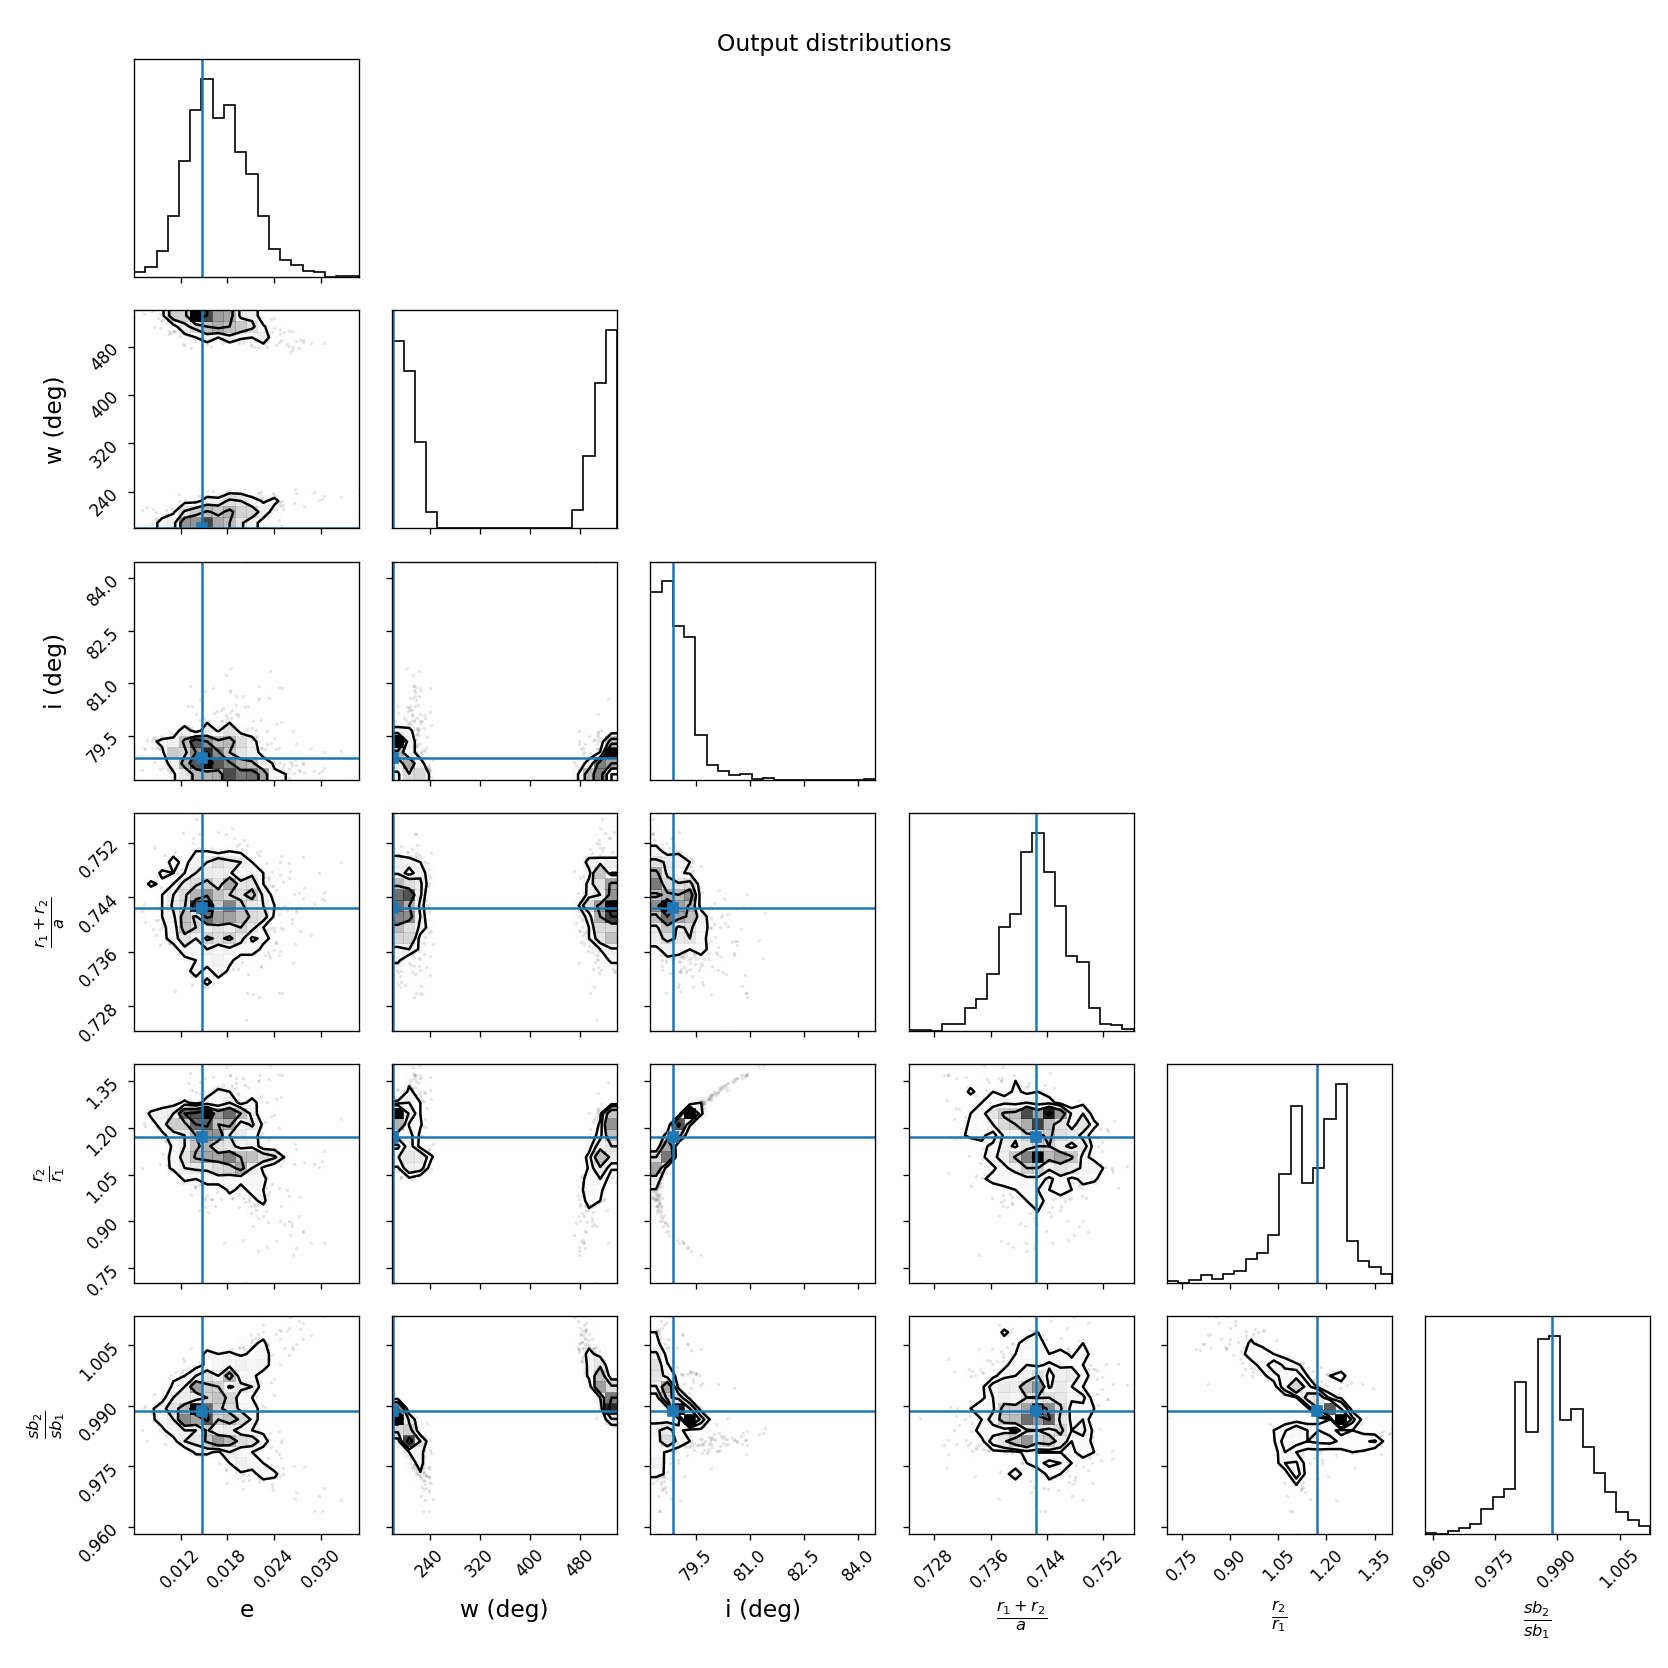 Output distributions
w (deg)
480
400
320
240
i (deg)
84.0
82.5
81.0
79.5
r₁ + r₂
a
0.752
0.744
0.736
0.728
r₂
r₁
1.35
1.20
1.05
0.90
0.75
sb₂
sb₁
1.005
0.990
0.975
0.960
0.012 0.018 0.024 0.030
240 320 400 480
79.5 81.0 82.5 84.0
0.728 0.736 0.744 0.752
0.75 0.90 1.05 1.20 1.35
0.960 0.975 0.990 1.005
e
w (deg)
i (deg)
r₁ + r₂
a
r₂
r₁
sb₂
sb₁